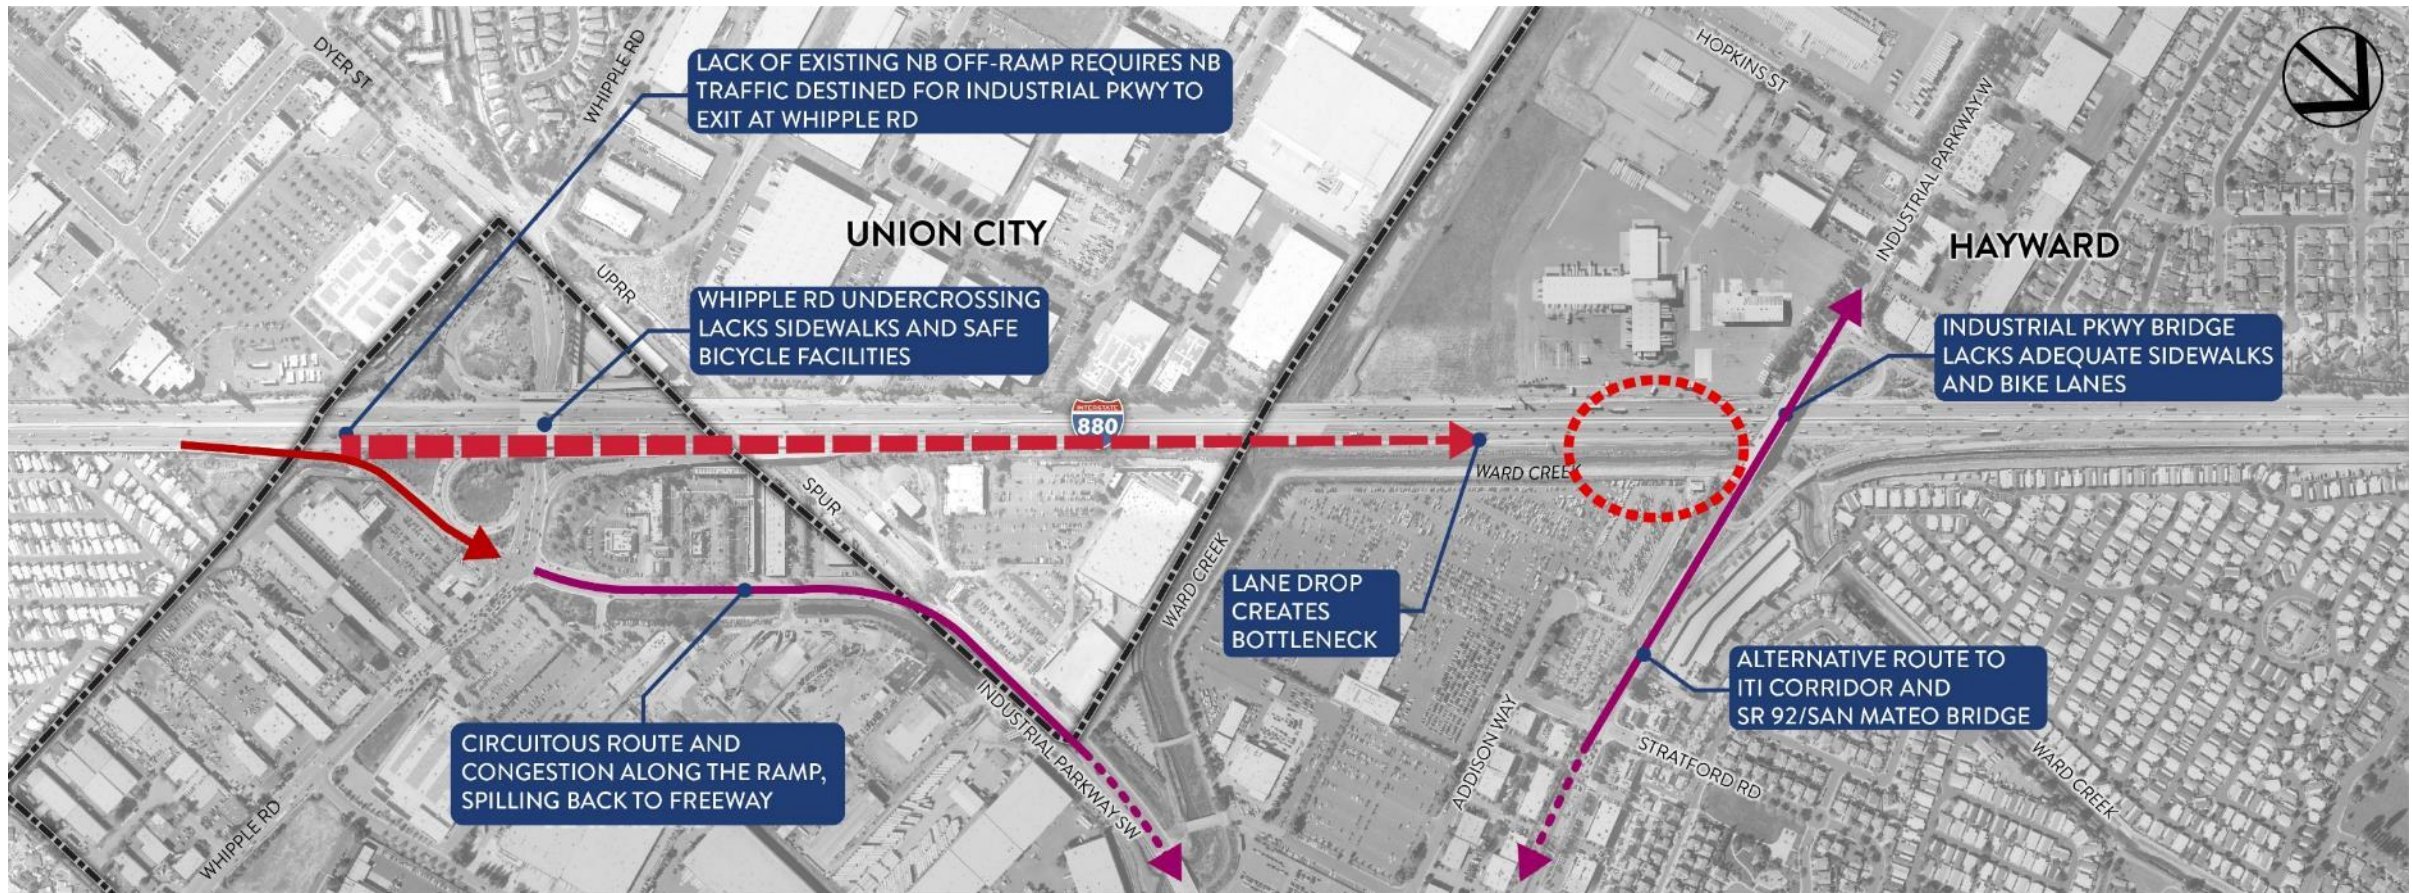 DYER ST
WHIPPLE RD
LACK OF EXISTING NB OFF-RAMP REQUIRES NB
TRAFFIC DESTINED FOR INDUSTRIAL PKWY TO
EXIT AT WHIPPLE RD
HOPKINS ST
INDUSTRIAL PARKWAY W
UNION CITY
HAYWARD
UPRR
SPUR
WHIPPLE RD UNDERCROSSING
LACKS SIDEWALKS AND SAFE
BICYCLE FACILITIES
INDUSTRIAL PKWY BRIDGE
LACKS ADEQUATE SIDEWALKS
AND BIKE LANES
INTERSTATE
880
WARD CREEK
WARD CREEK
LANE DROP
CREATES
BOTTLENECK
ALTERNATIVE ROUTE TO
ITI CORRIDOR AND
SR 92/SAN MATEO BRIDGE
CIRCUITOUS ROUTE AND
CONGESTION ALONG THE RAMP,
SPILLING BACK TO FREEWAY
INDUSTRIAL PARKWAY SW
ADDISON WAY
STRATFORD RD
WARD CREEK
WHIPPLE RD